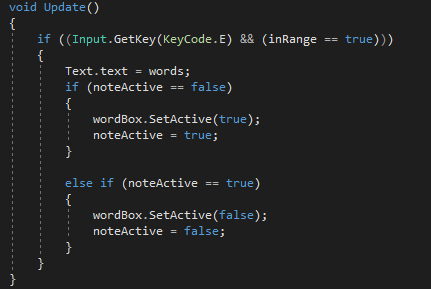 void Update()
{
if ((Input.GetKey(KeyCode.E) && (inRange == true)))
{
Text.text = words;
if (noteActive == false)
{
wordBox.SetActive(true);
noteActive = true;
}
else if (noteActive == true)
{
wordBox.SetActive(false);
noteActive = false;
}
}
}